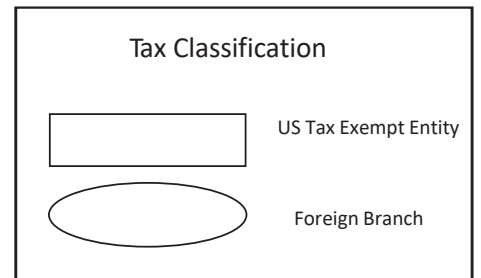 Tax Classification
US Tax Exempt Entity
Foreign Branch